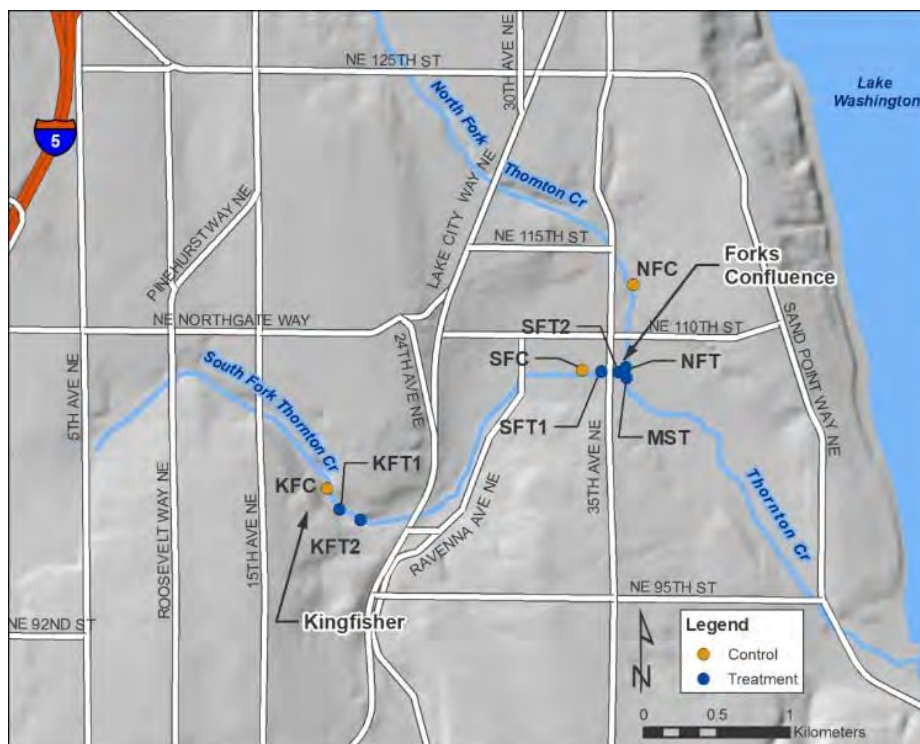 NE 125TH ST
30TH AVE NE
Lake
Washington
5
North Fork
Thornton Cr
PINEHURST WAY NE
LAKE CITY WAY NE
NE 115TH ST
NFC
Forks
Confluence
NE NORTHGATE WAY
SFT2
NE 110TH ST
SAND POINT WAY NE
5TH AVE NE
24TH AVE NE
SFC
NFT
South Fork Thornton Cr
SFT1
MST
35TH AVE NE
KFC
KFT1
KFT2
RAVENNA AVE NE
Thornton Cr
ROOSEVELT WAY NE
15TH AVE NE
NE 95TH ST
NE 92ND ST
Kingfisher
N
Legend
Control
Treatment
0 0.5 1
Kilometers